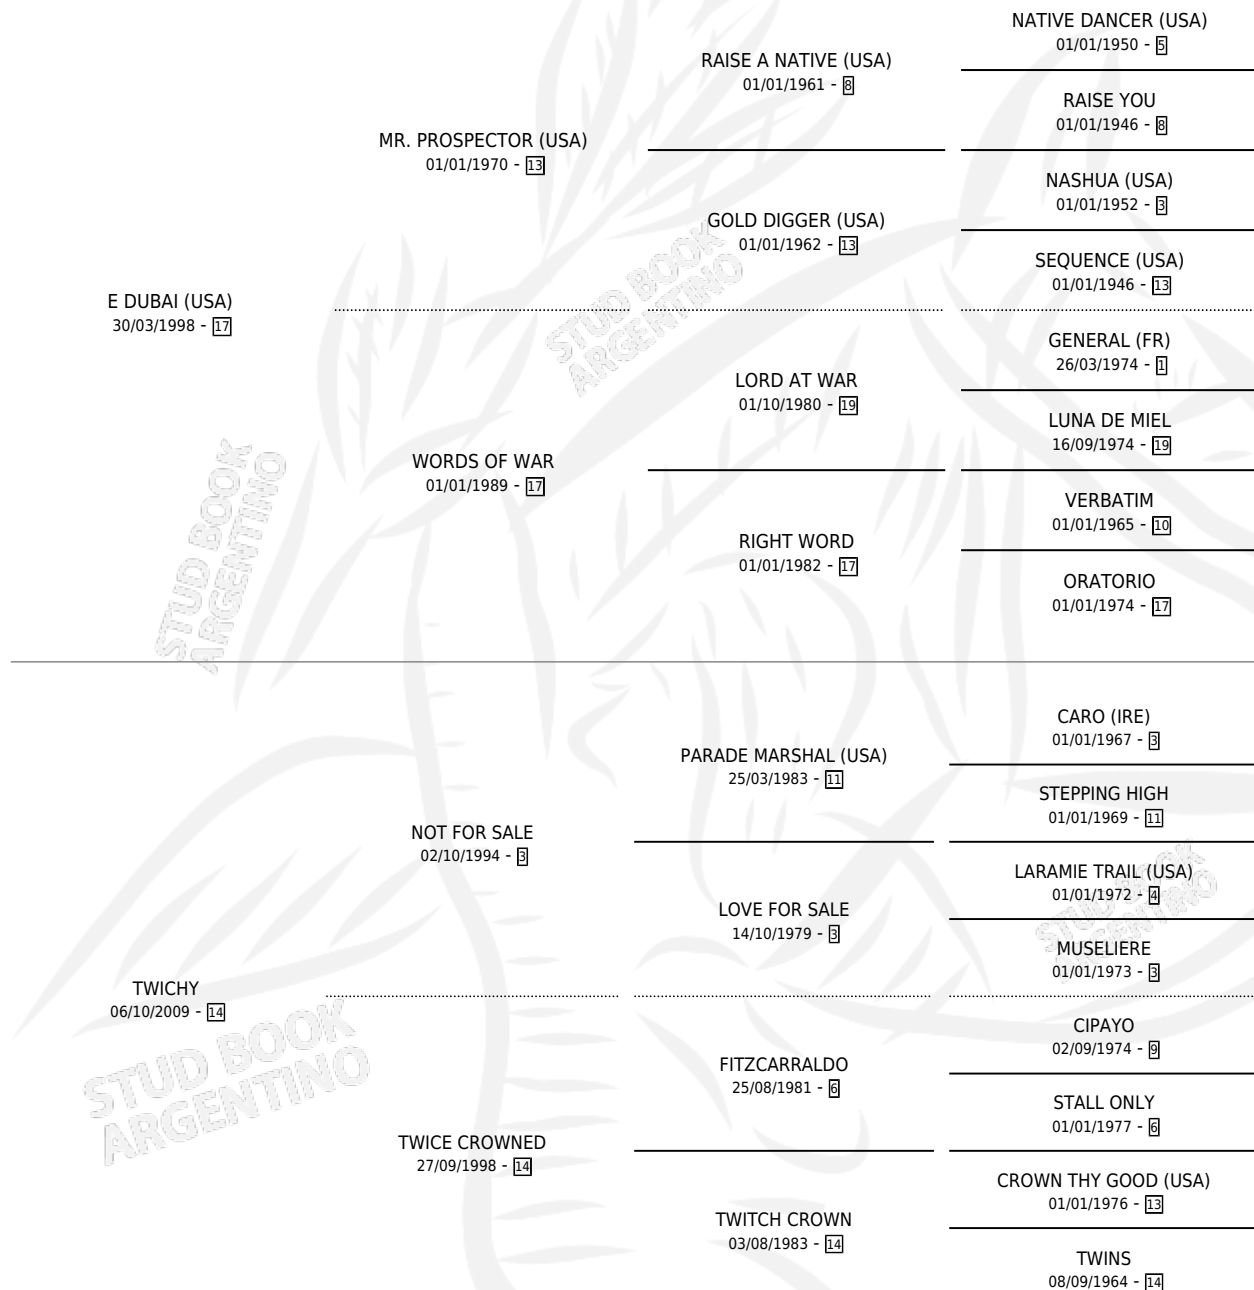 NATIVE DANCER (USA)
01/01/1950 - 5
RAISE A NATIVE (USA)
01/01/1961 - 8
RAISE YOU
01/01/1946 - 8
MR. PROSPECTOR (USA)
01/01/1970 - 13
NASHUA (USA)
01/01/1952 - 3
GOLD DIGGER (USA)
01/01/1962 - 13
SEQUENCE (USA)
01/01/1946 - 13
E DUBAI (USA)
30/03/1998 - 17
GENERAL (FR)
26/03/1974 - 1
LORD AT WAR
01/10/1980 - 19
LUNA DE MIEL
16/09/1974 - 19
WORDS OF WAR
01/01/1989 - 17
VERBATIM
01/01/1965 - 10
RIGHT WORD
01/01/1982 - 17
ORATORIO
01/01/1974 - 17
CARO (IRE)
01/01/1967 - 3
PARADE MARSHAL (USA)
25/03/1983 - 11
STEPPING HIGH
01/01/1969 - 11
NOT FOR SALE
02/10/1994 - 3
LARAMIE TRAIL (USA)
01/01/1972 - 4
LOVE FOR SALE
14/10/1979 - 3
MUSELIERE
01/01/1973 - 3
TWICHY
06/10/2009 - 14
CIPAYO
02/09/1974 - 9
FITZCARRALDO
25/08/1981 - 6
STALL ONLY
01/01/1977 - 6
TWICE CROWNED
27/09/1998 - 14
CROWN THY GOOD (USA)
01/01/1976 - 13
TWITCH CROWN
03/08/1983 - 14
TWINS
08/09/1964 - 14
STUD BOOK
ARGENTINO
STUD BOOK
ARGENTINO
STUD BOOK
ARGENTINO
STUD BOOK
ARGENTINO